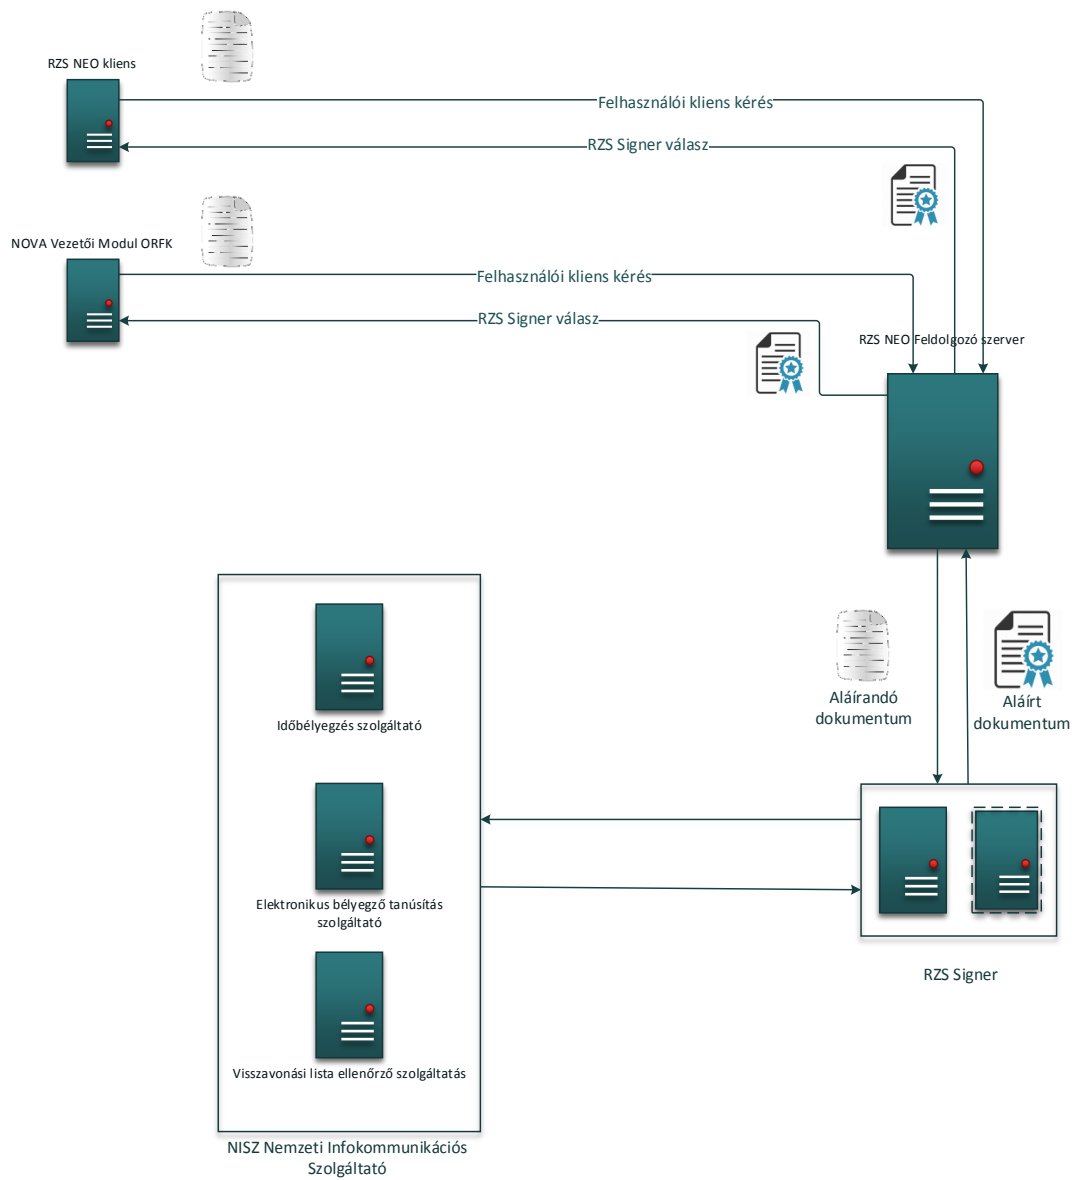 RZS NEO kliens
Felhasználói kliens kérés
RZS Signer válasz
NOVA Vezetői Modul ORFK
Felhasználói kliens kérés
RZS Signer válasz
RZS NEO Feldolgozó szerver
Aláírandó
dokumentum
Aláírt
dokumentum
Időbélyegzés szolgáltató
Elektronikus bélyegző tanúsítás
szolgáltató
RZS Signer
Visszavonási lista ellenőrző szolgáltatás
NISZ Nemzeti Infokommunikációs
Szolgáltató